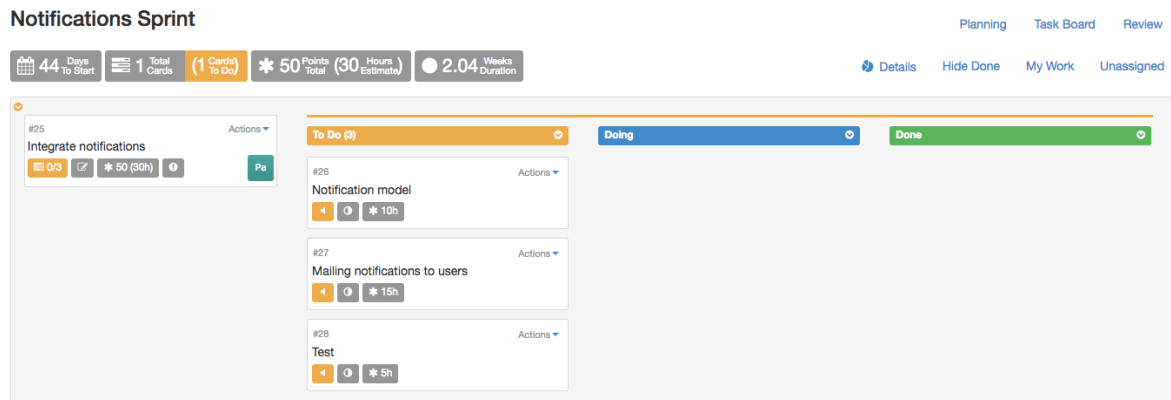 Notifications Sprint
Planning Task Board Review
44 Days To Start 1 Total Cards (1 Cards) To Do) 50 Points Total (30 Hours Estimate) 2.04 Weeks Duration
Details Hide Done My Work Unassigned
#25 Actions
Integrate notifications
0/3 50 (30h) Pa
To Do (3) Doing Done
#26 Actions
Notification model
10h
#27 Actions
Mailing notifications to users
15h
#28 Actions
Test
5h